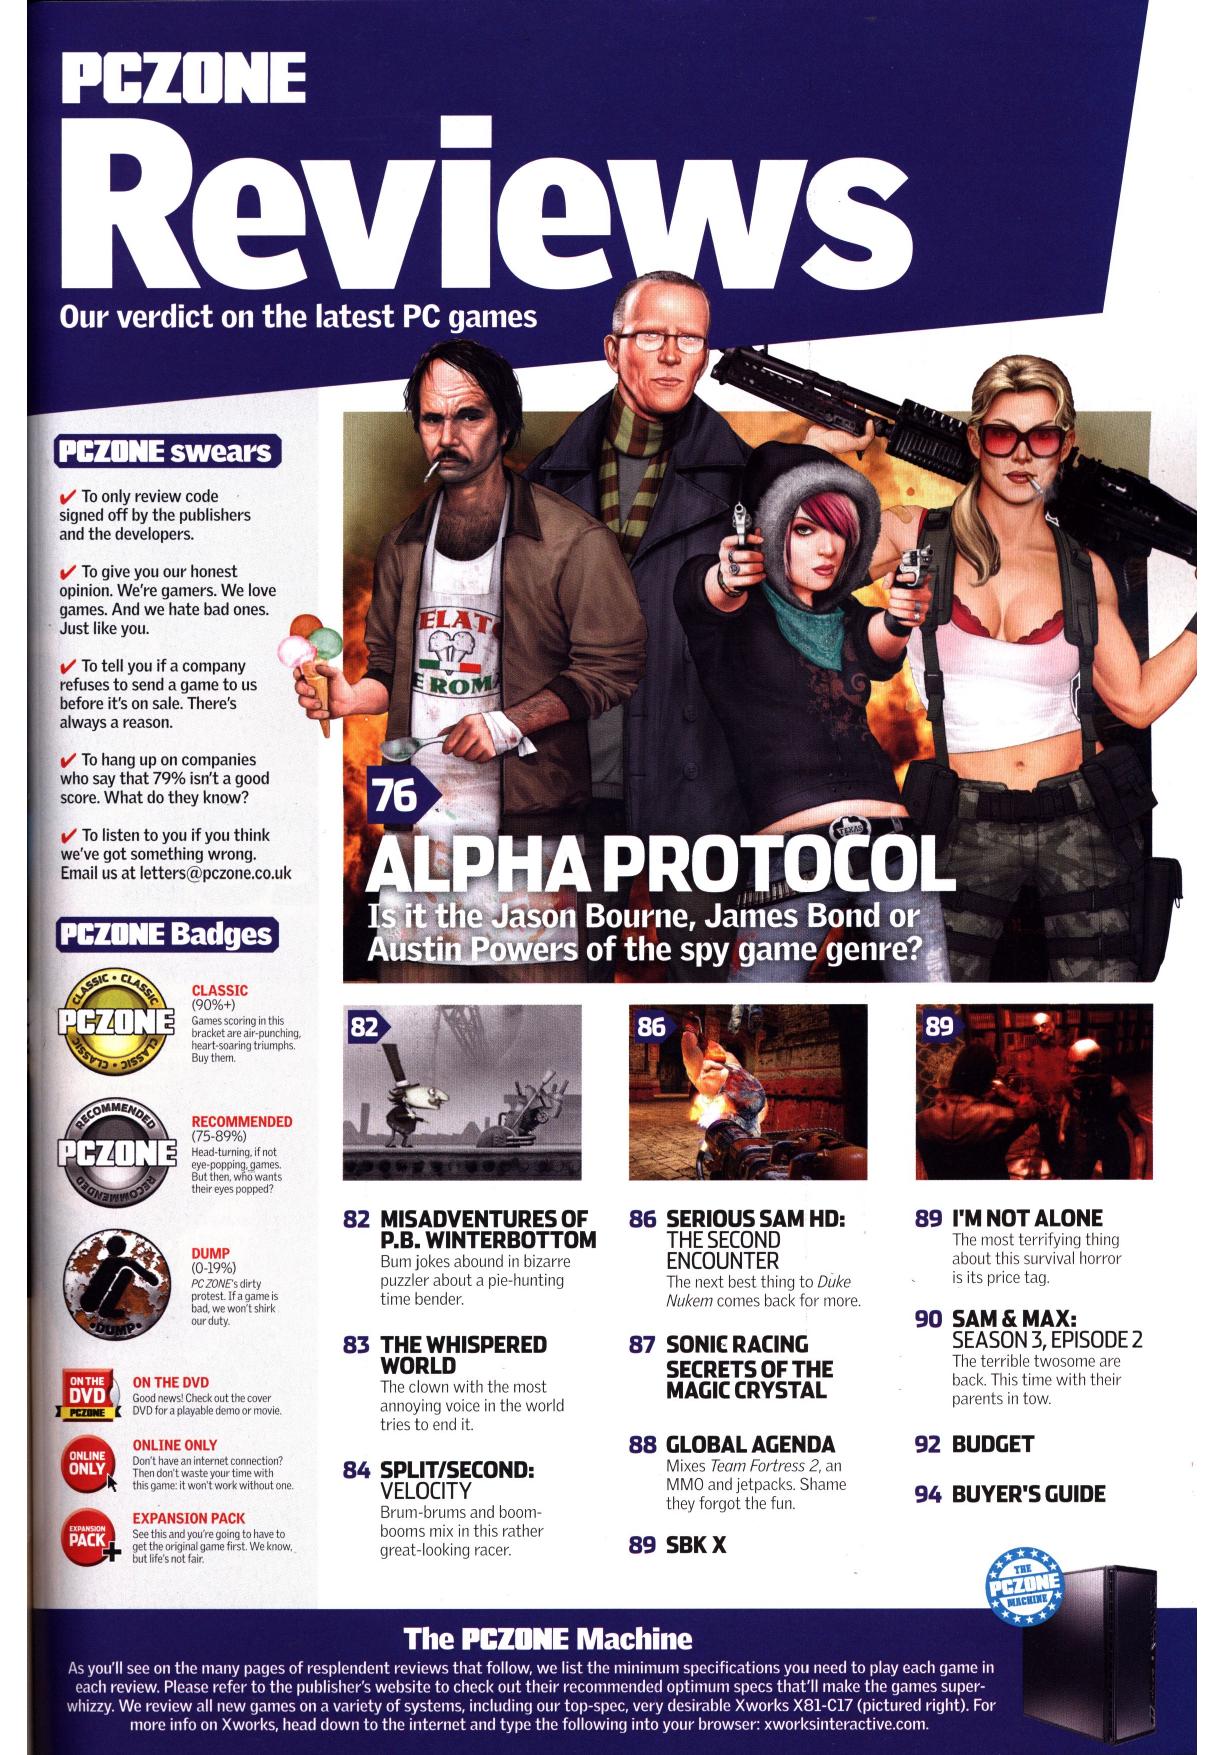 PCZONE
Reviews
Our verdict on the latest PC games
PCZONE swears
✔ To only review code
signed off by the publishers
and the developers.
✔ To give you our honest
opinion. We're gamers. We love
games. And we hate bad ones.
Just like you.
✔ To tell you if a company
refuses to send a game to us
before it's on sale. There's
always a reason.
✔ To hang up on companies
who say that 79% isn't a good
score. What do they know?
✔ To listen to you if you think
we've got something wrong.
Email us at letters@pczone.co.uk
PCZONE Badges
CLASSIC • CLASSIC
PCZONE
CLASSIC • CLASSIC
CLASSIC
(90%+)
Games scoring in this
bracket are air-punching,
heart-soaring triumphs.
Buy them.
RECOMMENDED
PCZONE
RECOMMENDED
RECOMMENDED
(75-89%)
Head-turning, if not
eye-popping, games.
But then, who wants
their eyes popped?
•DUMP•
DUMP
(0-19%)
PC ZONE's dirty
protest. If a game is
bad, we won't shirk
our duty.
ON THE
DVD
PCZONE
ON THE DVD
Good news! Check out the cover
DVD for a playable demo or movie.
ONLINE
ONLY
ONLINE ONLY
Don't have an internet connection?
Then don't waste your time with
this game: it won't work without one.
EXPANSION
PACK
EXPANSION PACK
See this and you're going to have to
get the original game first. We know,
but life's not fair.
ELAT
E ROMA
TEXAS
76
ALPHA PROTOCOL
Is it the Jason Bourne, James Bond or
Austin Powers of the spy game genre?
82
86
89
82 MISADVENTURES OF
P.B. WINTERBOTTOM
Bum jokes abound in bizarre
puzzler about a pie-hunting
time bender.
83 THE WHISPERED
WORLD
The clown with the most
annoying voice in the world
tries to end it.
84 SPLIT/SECOND:
VELOCITY
Brum-brums and boom-
booms mix in this rather
great-looking racer.
86 SERIOUS SAM HD:
THE SECOND
ENCOUNTER
The next best thing to Duke
Nukem comes back for more.
87 SONIC RACING
SECRETS OF THE
MAGIC CRYSTAL
88 GLOBAL AGENDA
Mixes Team Fortress 2, an
MMO and jetpacks. Shame
they forgot the fun.
89 SBK X
89 I'M NOT ALONE
The most terrifying thing
about this survival horror
is its price tag.
90 SAM & MAX:
SEASON 3, EPISODE 2
The terrible twosome are
back. This time with their
parents in tow.
92 BUDGET
94 BUYER'S GUIDE
THE
PCZONE
MACHINE
The PCZONE Machine
As you'll see on the many pages of resplendent reviews that follow, we list the minimum specifications you need to play each game in
each review. Please refer to the publisher's website to check out their recommended optimum specs that'll make the games super-
whizzy. We review all new games on a variety of systems, including our top-spec, very desirable Xworks X81-C17 (pictured right). For
more info on Xworks, head down to the internet and type the following into your browser: xworksinteractive.com.